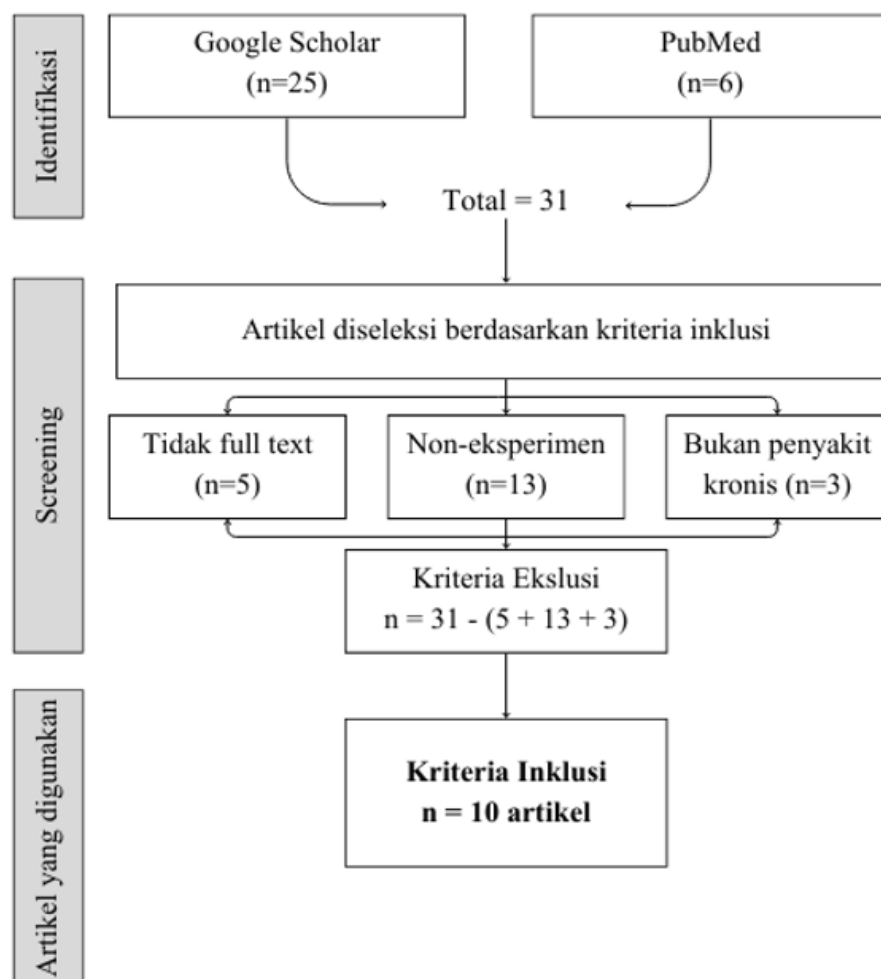 Identifikasi
Google Scholar
(n=25)
PubMed
(n=6)
Total = 31
Screening
Artikel diseleksi berdasarkan kriteria inklusi
Tidak full text
(n=5)
Non-eksperimen
(n=13)
Bukan penyakit
kronis (n=3)
Kriteria Ekslusi
n = 31 - (5 + 13 + 3)
Artikel yang digunakan
Kriteria Inklusi
n = 10 artikel